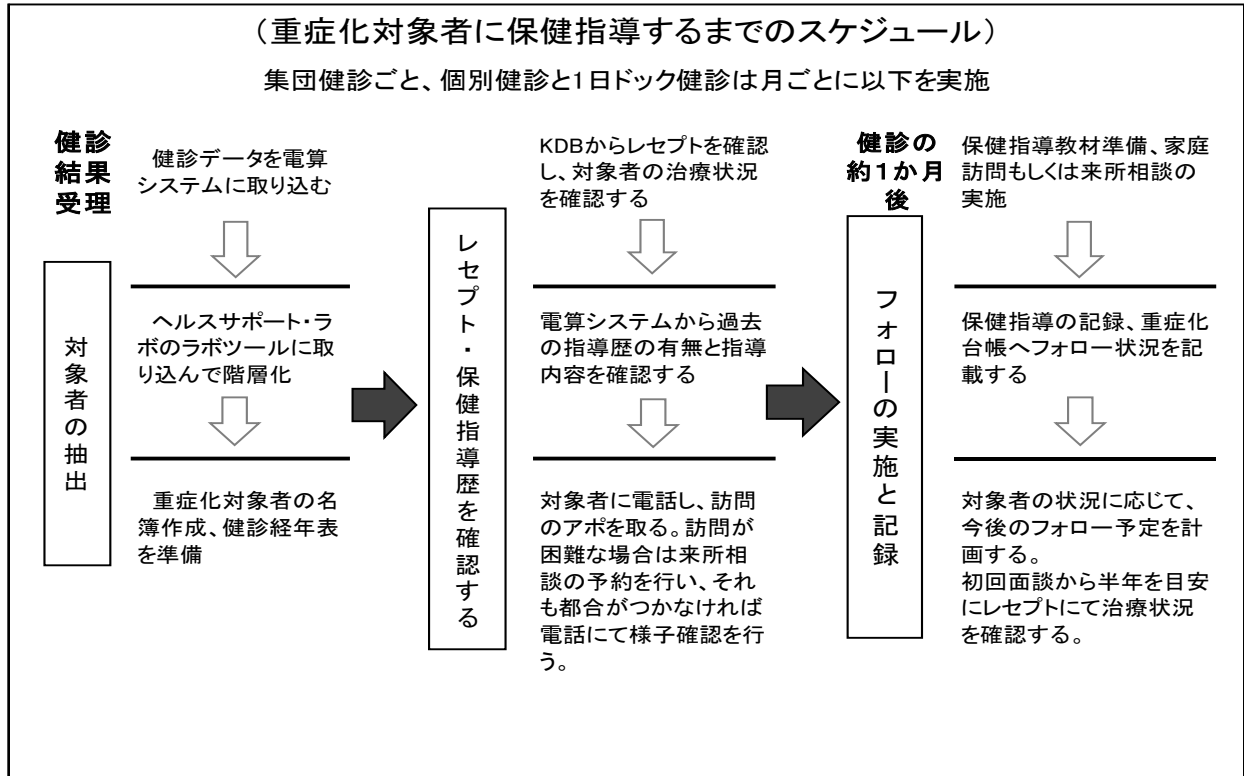 （重症化対象者に保健指導するまでのスケジュール）
集団健診ごと、個別健診と1日ドック健診は月ごとに以下を実施
健診
結果
受理
健診データを電算
システムに取り込む
対象者の抽出
ヘルスサポート・ラ
ボのラボツールに取
り込んで階層化
重症化対象者の名
簿作成、健診経年表
を準備
レセプト・保健指導歴を確認する
KDBからレセプトを確認
し、対象者の治療状況
を確認する
電算システムから過去
の指導歴の有無と指導
内容を確認する
対象者に電話し、訪問
のアポを取る。訪問が
困難な場合は来所相
談の予約を行い、それ
も都合がつかなければ
電話にて様子確認を行
う。
健診の
約1か月
後
フォローの実施と記録
保健指導教材準備、家庭
訪問もしくは来所相談の
実施
保健指導の記録、重症化
台帳へフォロー状況を記
載する
対象者の状況に応じて、
今後のフォロー予定を計
画する。
初回面談から半年を目安
にレセプトにて治療状況
を確認する。